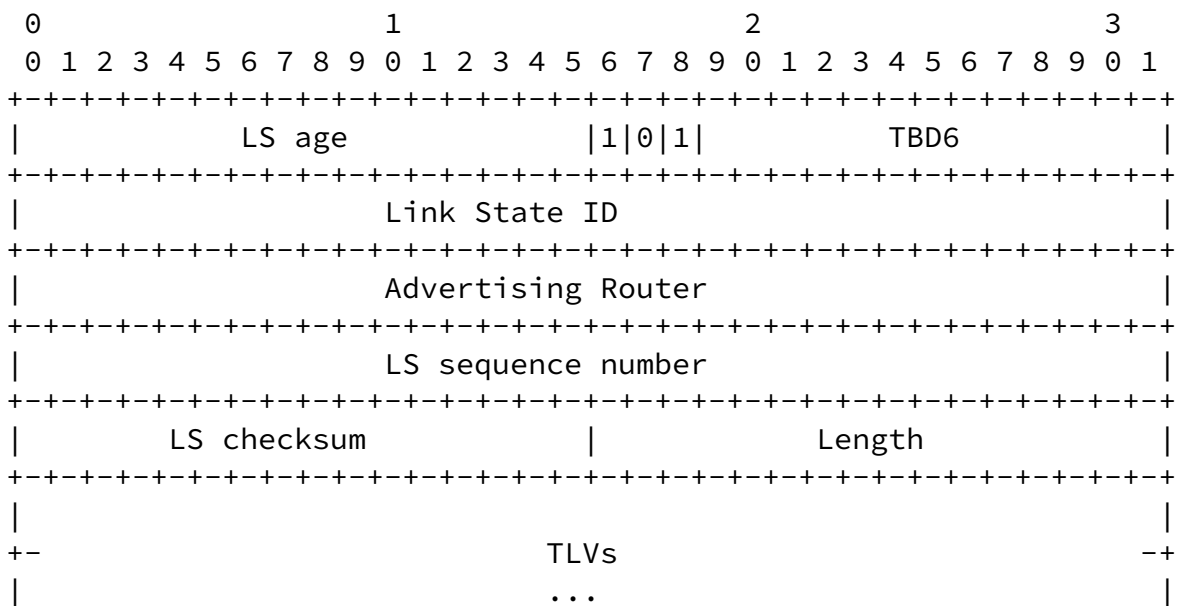 0                   1                   2                   3
 0 1 2 3 4 5 6 7 8 9 0 1 2 3 4 5 6 7 8 9 0 1 2 3 4 5 6 7 8 9 0 1
+-+-+-+-+-+-+-+-+-+-+-+-+-+-+-+-+-+-+-+-+-+-+-+-+-+-+-+-+-+-+-+-+
|            LS age             |1|0|1|          TBD6           |
+-+-+-+-+-+-+-+-+-+-+-+-+-+-+-+-+-+-+-+-+-+-+-+-+-+-+-+-+-+-+-+-+
|                    Link State ID                              |
+-+-+-+-+-+-+-+-+-+-+-+-+-+-+-+-+-+-+-+-+-+-+-+-+-+-+-+-+-+-+-+-+
|                    Advertising Router                         |
+-+-+-+-+-+-+-+-+-+-+-+-+-+-+-+-+-+-+-+-+-+-+-+-+-+-+-+-+-+-+-+-+
|                    LS sequence number                         |
+-+-+-+-+-+-+-+-+-+-+-+-+-+-+-+-+-+-+-+-+-+-+-+-+-+-+-+-+-+-+-+-+
|        LS checksum            |            Length             |
+-+-+-+-+-+-+-+-+-+-+-+-+-+-+-+-+-+-+-+-+-+-+-+-+-+-+-+-+-+-+-+-+
|                                                               |
+-                            TLVs                             -+
|                             ...                               |